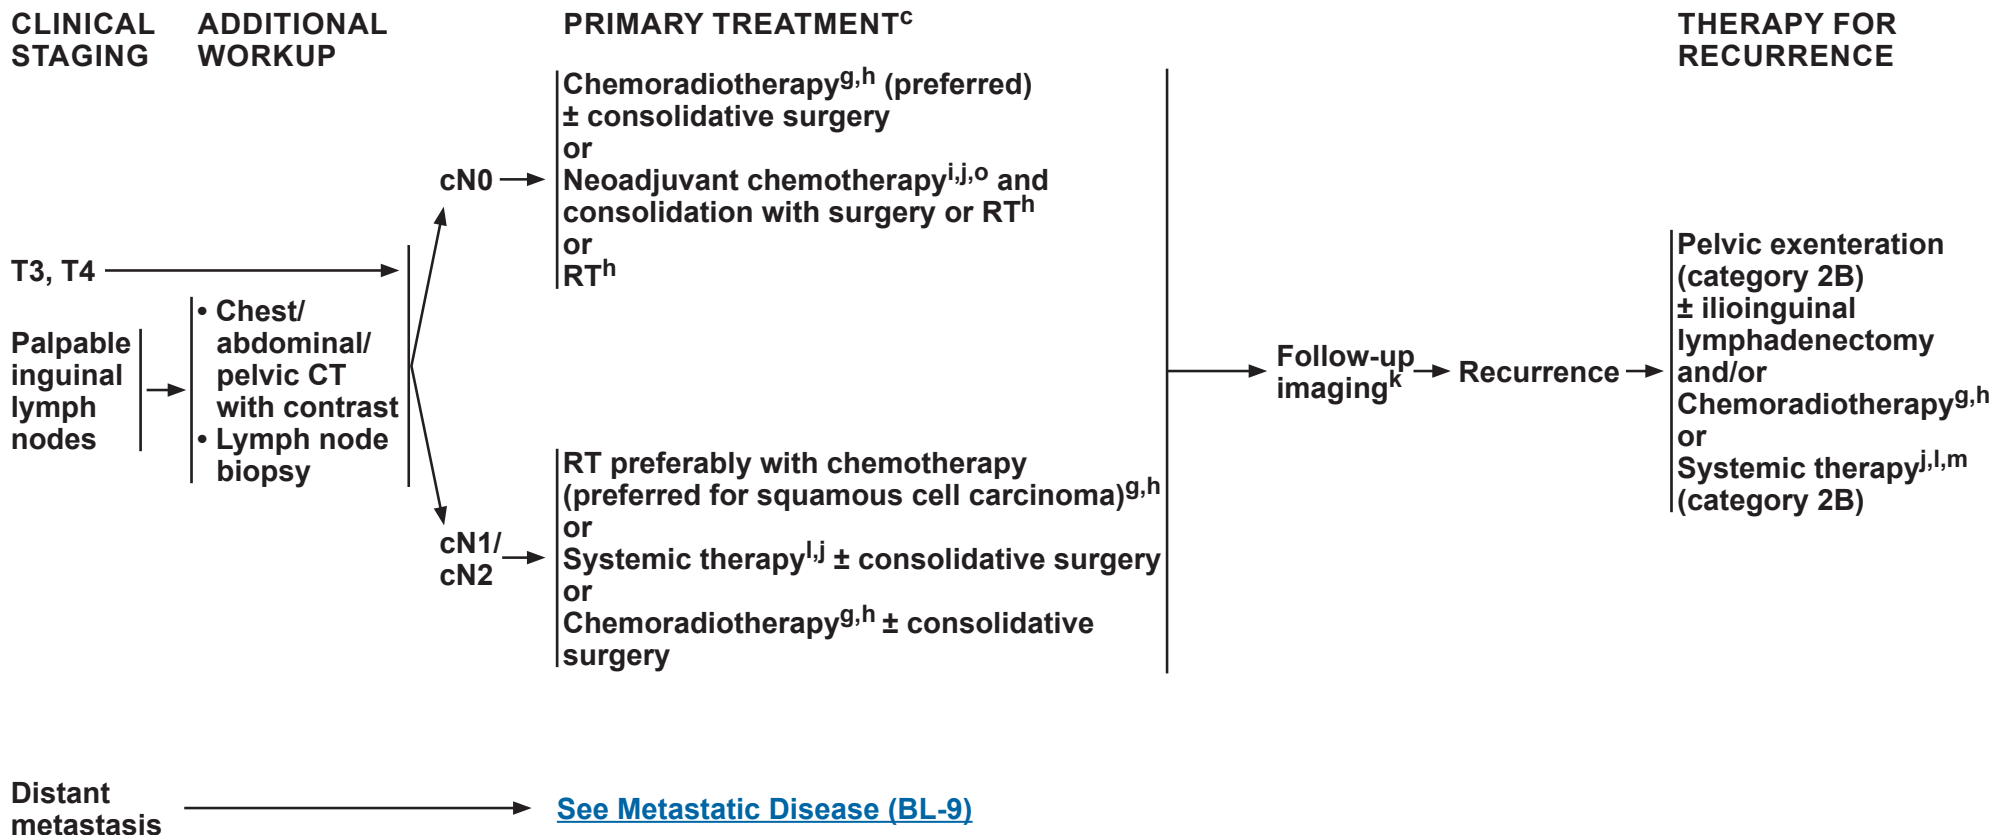 CLINICAL
STAGING
ADDITIONAL
WORKUP
PRIMARY TREATMENTc
THERAPY FOR
RECURRENCE
T3, T4
Palpable
inguinal
lymph
nodes
• Chest/
abdominal/
pelvic CT
with contrast
• Lymph node
biopsy
cN0
Chemoradiotherapyg,h (preferred)
± consolidative surgery
or
Neoadjuvant chemotherapyi,j,o and
consolidation with surgery or RTh
or
RTh
cN1/
cN2
RT preferably with chemotherapy
(preferred for squamous cell carcinoma)g,h
or
Systemic therapyl,j ± consolidative surgery
or
Chemoradiotherapyg,h ± consolidative
surgery
Follow-up
imagingk
Recurrence
Pelvic exenteration
(category 2B)
± ilioinguinal
lymphadenectomy
and/or
Chemoradiotherapyg,h
or
Systemic therapyj,l,m
(category 2B)
Distant
metastasis
See Metastatic Disease (BL-9)